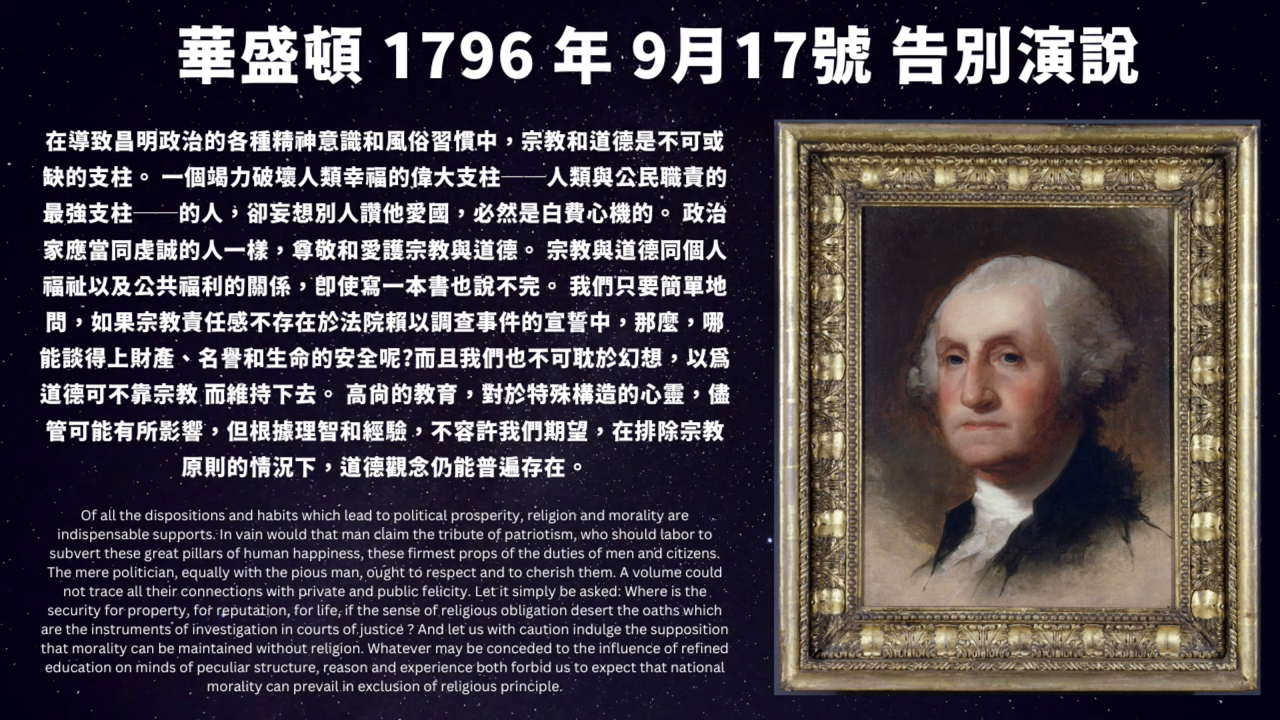 華盛頓 1796 年 9月17號 告別演說
在導致昌明政治的各種精神意識和風俗習慣中，宗教和道德是不可或
缺的支柱。 一個竭力破壞人類幸福的偉大支柱──人類與公民職責的
最強支柱──的人，卻妄想別人讚他愛國，必然是白費心機的。 政治
家應當同虔誠的人一樣，尊敬和愛護宗教與道德。 宗教與道德同個人
福祉以及公共福利的關係，即使寫一本書也說不完。 我們只要簡單地
問，如果宗教責任感不存在於法院賴以調查事件的宣誓中，那麼，哪
能談得上財產、名譽和生命的安全呢?而且我們也不可耽於幻想，以為
道德可不靠宗教 而維持下去。 高尚的教育，對於特殊構造的心靈，儘
管可能有所影響，但根據理智和經驗，不容許我們期望，在排除宗教
原則的情況下，道德觀念仍能普遍存在。
Of all the dispositions and habits which lead to political prosperity, religion and morality are
indispensable supports. In vain would that man claim the tribute of patriotism, who should labor to
subvert these great pillars of human happiness, these firmest props of the duties of men and citizens.
The mere politician, equally with the pious man, ought to respect and to cherish them. A volume could
not trace all their connections with private and public felicity. Let it simply be asked: Where is the
security for property, for reputation, for life, if the sense of religious obligation desert the oaths which
are the instruments of investigation in courts of justice ? And let us with caution indulge the supposition
that morality can be maintained without religion. Whatever may be conceded to the influence of refined
education on minds of peculiar structure, reason and experience both forbid us to expect that national
morality can prevail in exclusion of religious principle.